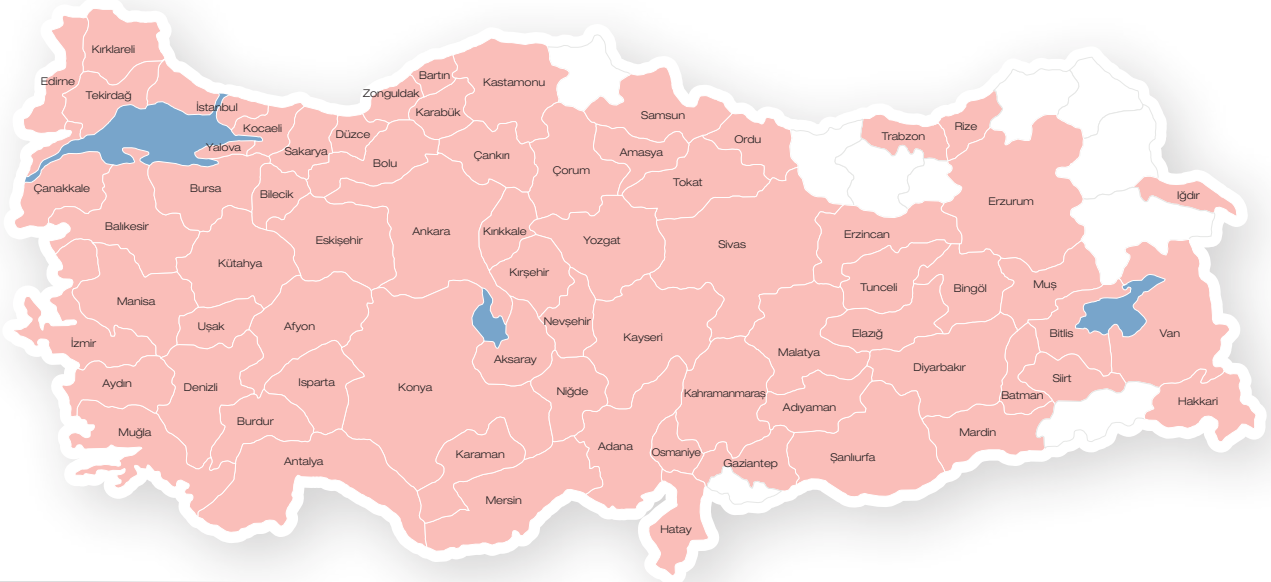 Kırklareli
Edirne
Tekirdağ
İstanbul
Kocaeli
Yalova
Sakarya
Düzce
Zonguldak
Bartın
Karabük
Kastamonu
Bolu
Çankırı
Çorum
Samsun
Amasya
Ordu
Tokat
Trabzon
Rize
Erzurum
Iğdır
Çanakkale
Bursa
Bilecik
Balıkesir
Eskişehir
Ankara
Kırıkkale
Yozgat
Sivas
Erzincan
Kütahya
Kırşehir
Tunceli
Bingöl
Muş
Manisa
Uşak
Afyon
Nevşehir
Kayseri
Elazığ
Bitlis
Van
İzmir
Aksaray
Malatya
Diyarbakır
Siirt
Aydın
Denizli
Isparta
Konya
Niğde
Kahramanmaraş
Adıyaman
Batman
Hakkari
Muğla
Burdur
Antalya
Karaman
Adana
Osmaniye
Gaziantep
Şanlıurfa
Mardin
Mersin
Hatay